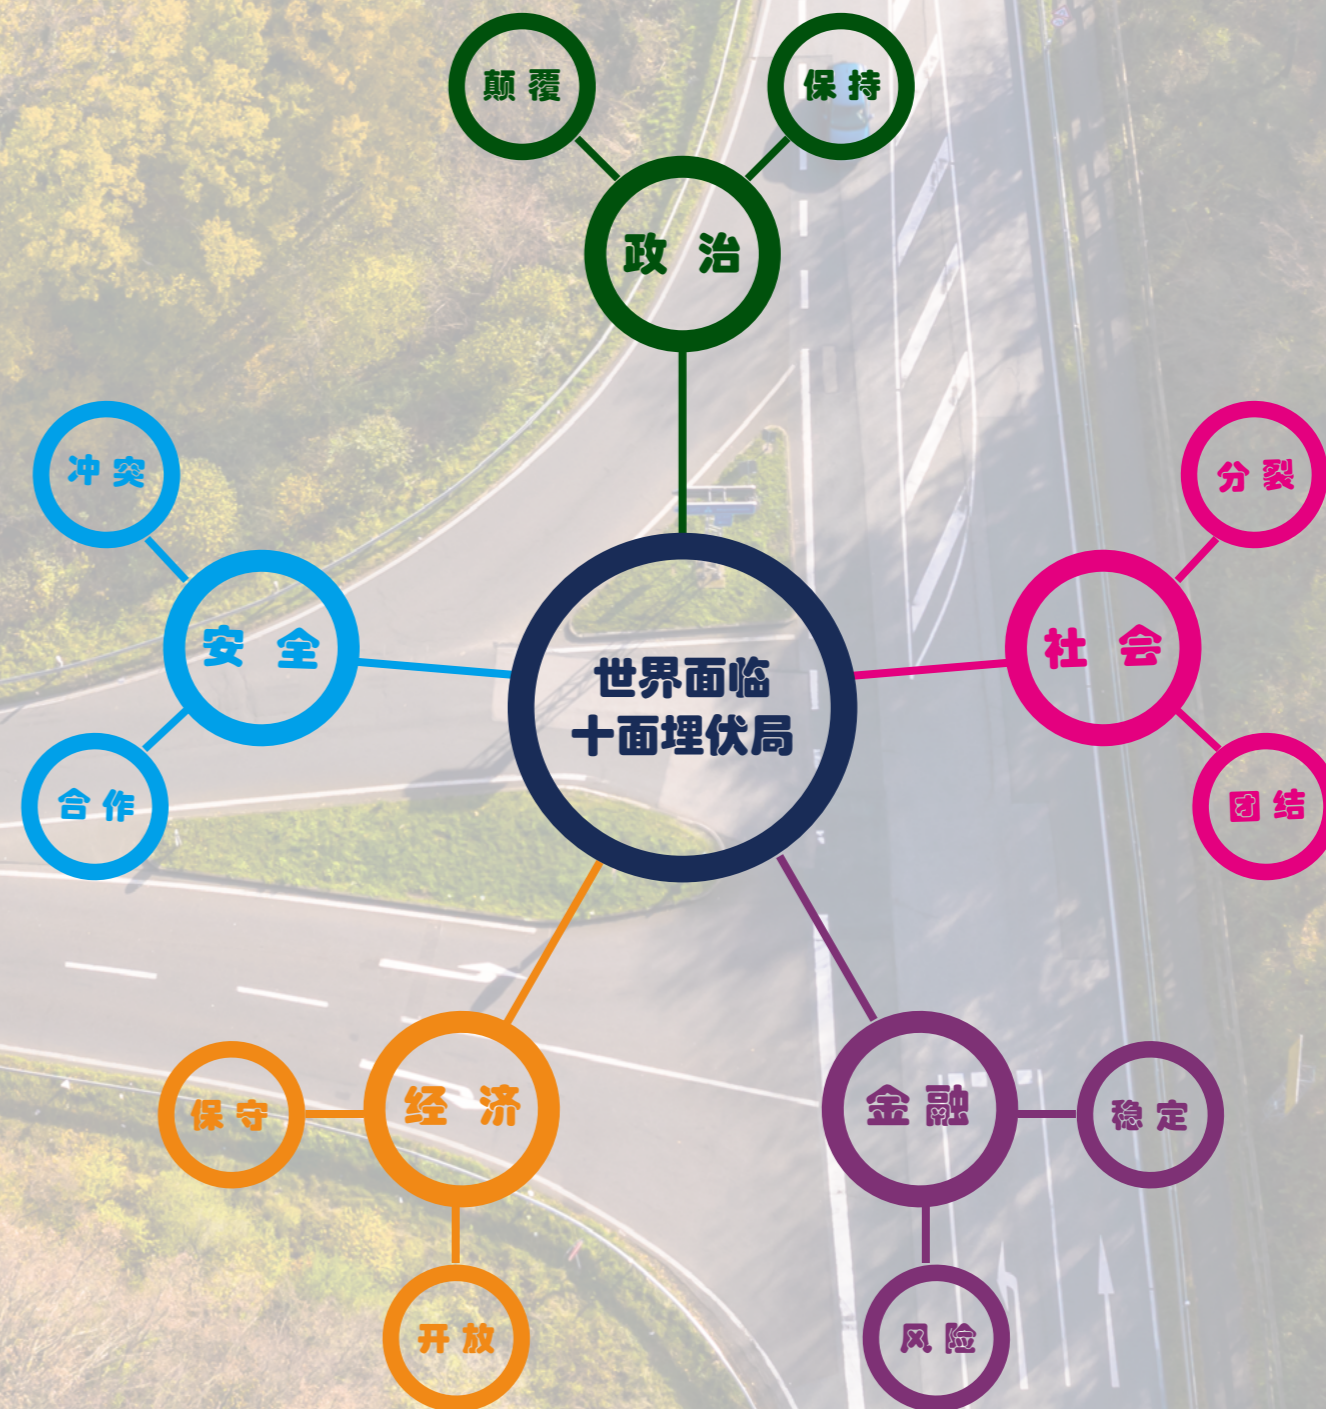 颠覆
保持
政治
冲突
分裂
安全
社会
世界面临
十面埋伏局
合作
团结
经济
金融
保守
稳定
开放
风险